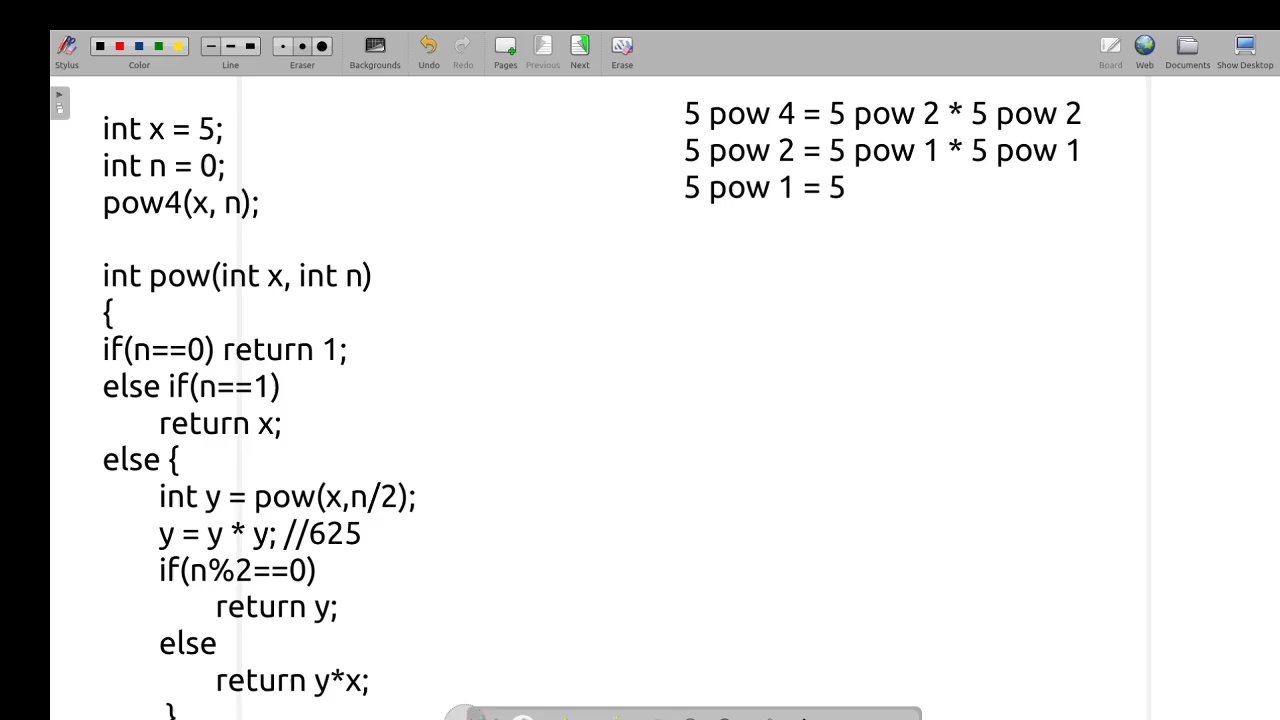 Stylus Color Line Eraser Backgrounds Undo Redo Pages Previous Next Erase Board Web Documents Show Desktop
int x = 5;
int n = 0;
pow4(x, n);
int pow(int x, int n)
{
if(n==0) return 1;
else if(n==1)
return x;
else {
int y = pow(x,n/2);
y = y * y; //625
if(n%2==0)
return y;
else
return y*x;
}
5 pow 4 = 5 pow 2 * 5 pow 2
5 pow 2 = 5 pow 1 * 5 pow 1
5 pow 1 = 5